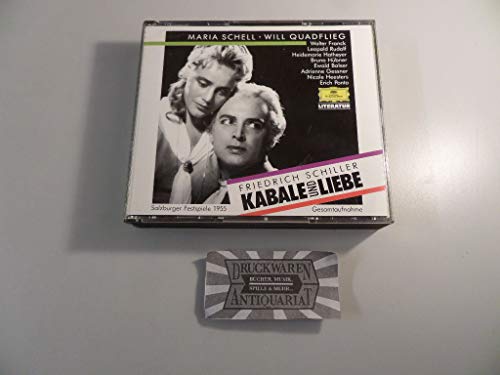 MARIA SCHELL · WILL QUADFLIEG
Walter Franck
Leopold Rudolf
Heidemarie Hatheyer
Bruno Hübner
Ewald Balser
Adrienne Gessner
Nicole Heesters
Erich Ponto
LITERATUR
FRIEDRICH SCHILLER
KABALE UND LIEBE
Salzburger Festspiele 1955
Gesamtaufnahme
DRUCKWAREN
BÜCHER, MUSIK,
SPIELE & MEHR...
ANTIQUARIAT